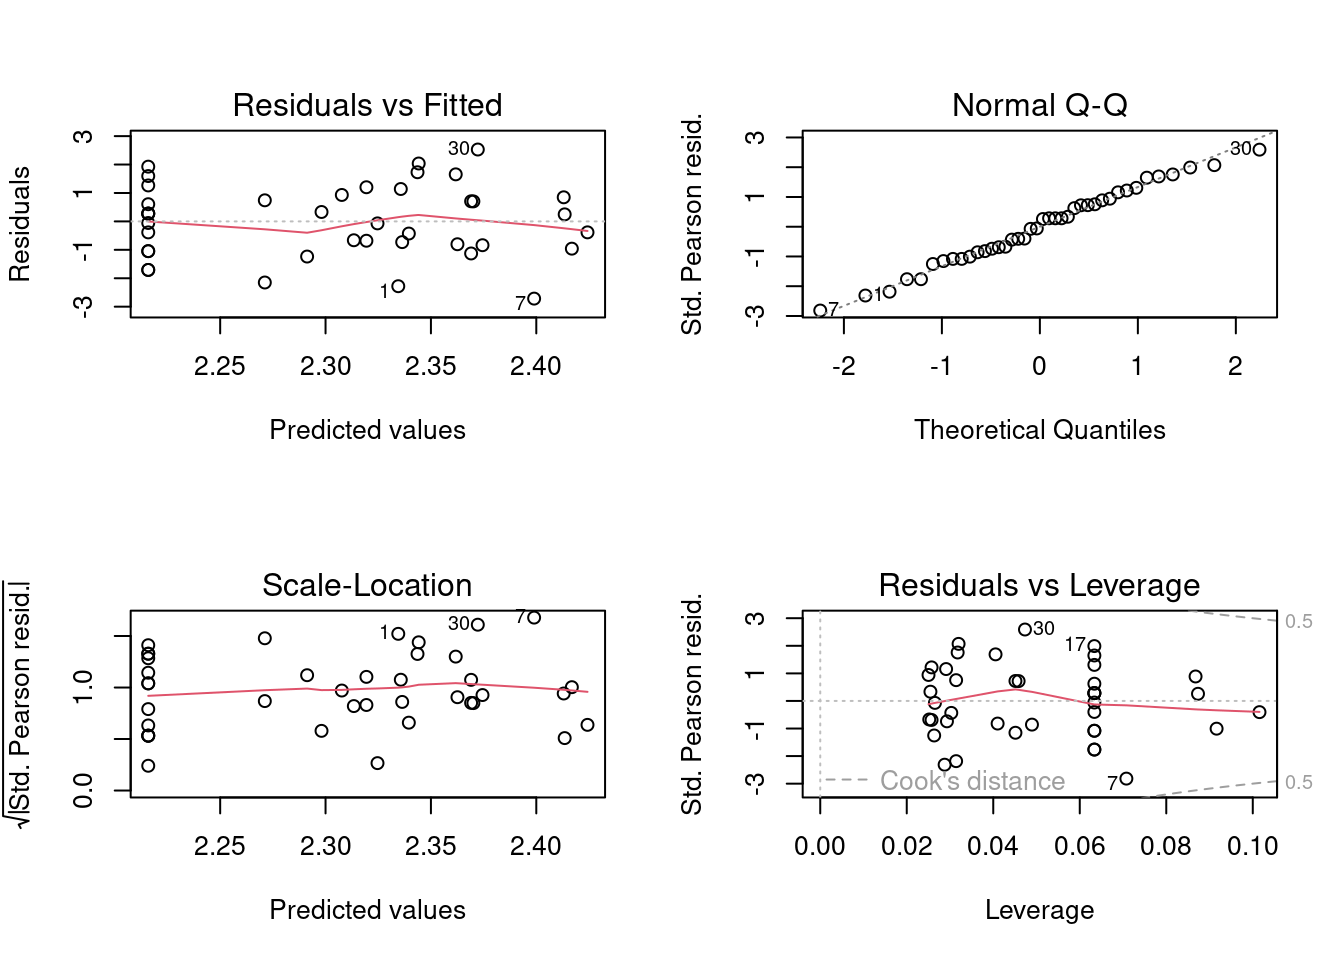 Residuals vs Fitted
Residuals
3
1
-1
-3
30
1
7
2.25 2.30 2.35 2.40
Predicted values
Normal Q-Q
Std. Pearson resid.
3
1
-1
-3
30
1
7
-2 -1 0 1 2
Theoretical Quantiles
Scale-Location
√|Std. Pearson resid.|
1.0
0.0
1
30
7
2.25 2.30 2.35 2.40
Predicted values
Residuals vs Leverage
Std. Pearson resid.
3
1
-1
-3
30
17
7
0.5
0.5
Cook's distance
0.00 0.02 0.04 0.06 0.08 0.10
Leverage